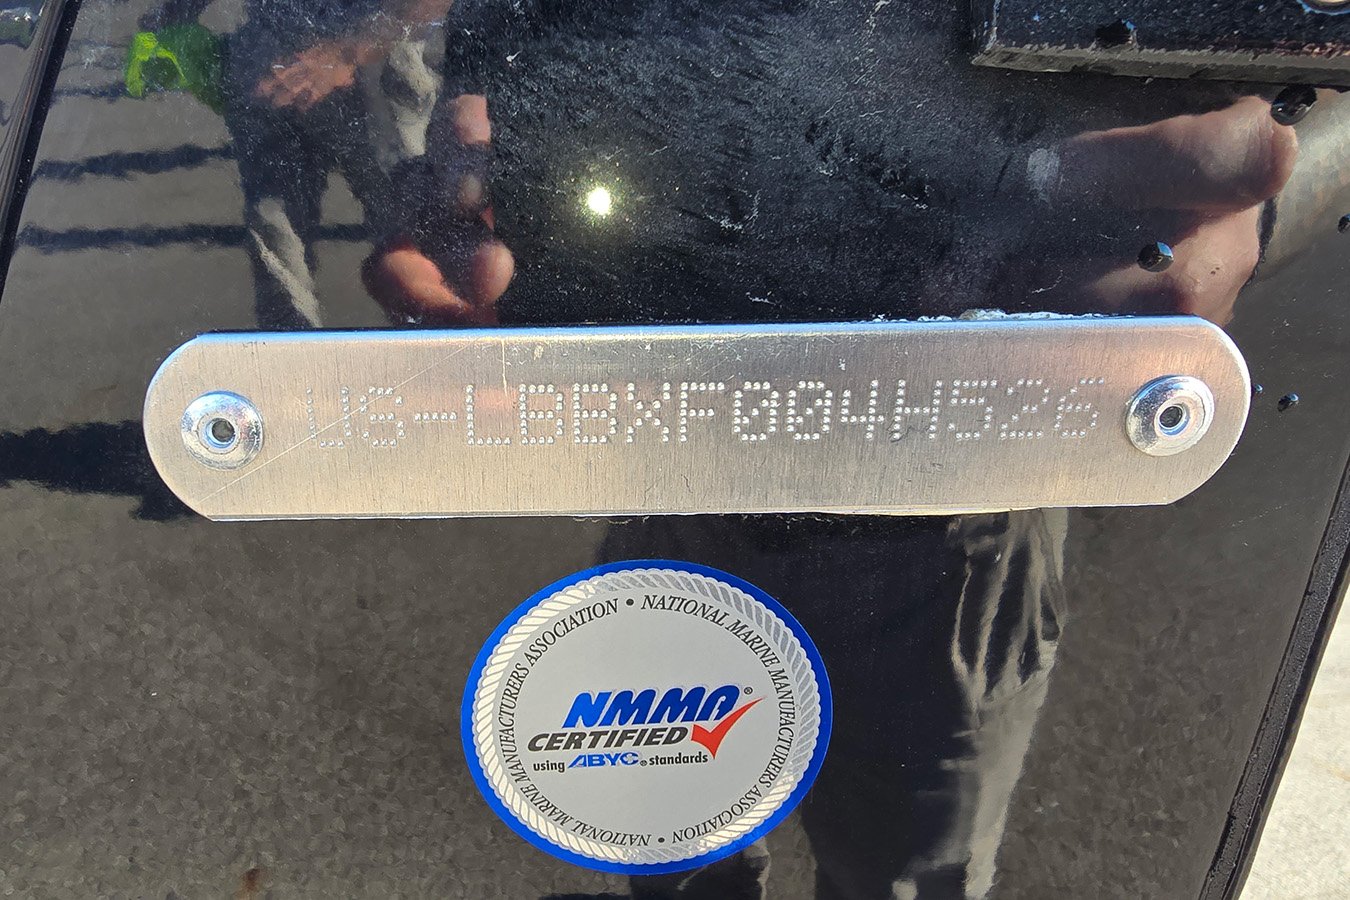 US-LBBXF004H526
NATIONAL MARINE MANUFACTURERS ASSOCIATION • NATIONAL MARINE MANUFACTURERS ASSOCIATION •
NMMA®
CERTIFIED
using ABYC® standards